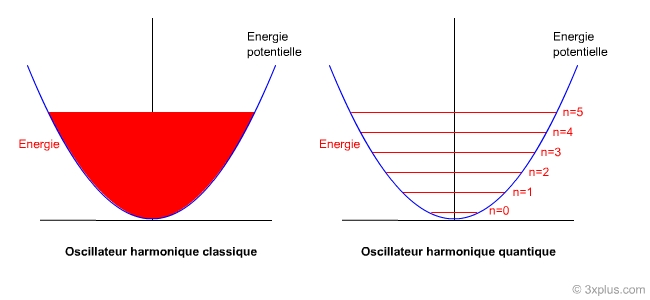 Energie
potentielle
Energie
Oscillateur harmonique classique
Energie
potentielle
Energie
n=5
n=4
n=3
n=2
n=1
n=0
Oscillateur harmonique quantique
© 3xplus.com